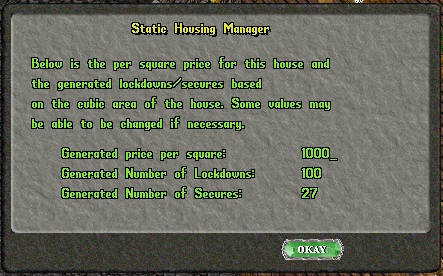 Static Housing Manager
Below is the per square price for this house and
the generated lockdowns/secures based
on the cubic area of the house. Some values may
be able to be changed if necessary.
Generated price per square: 1000_
Generated Number of Lockdowns: 100
Generated Number of Secures: 27
OKAY